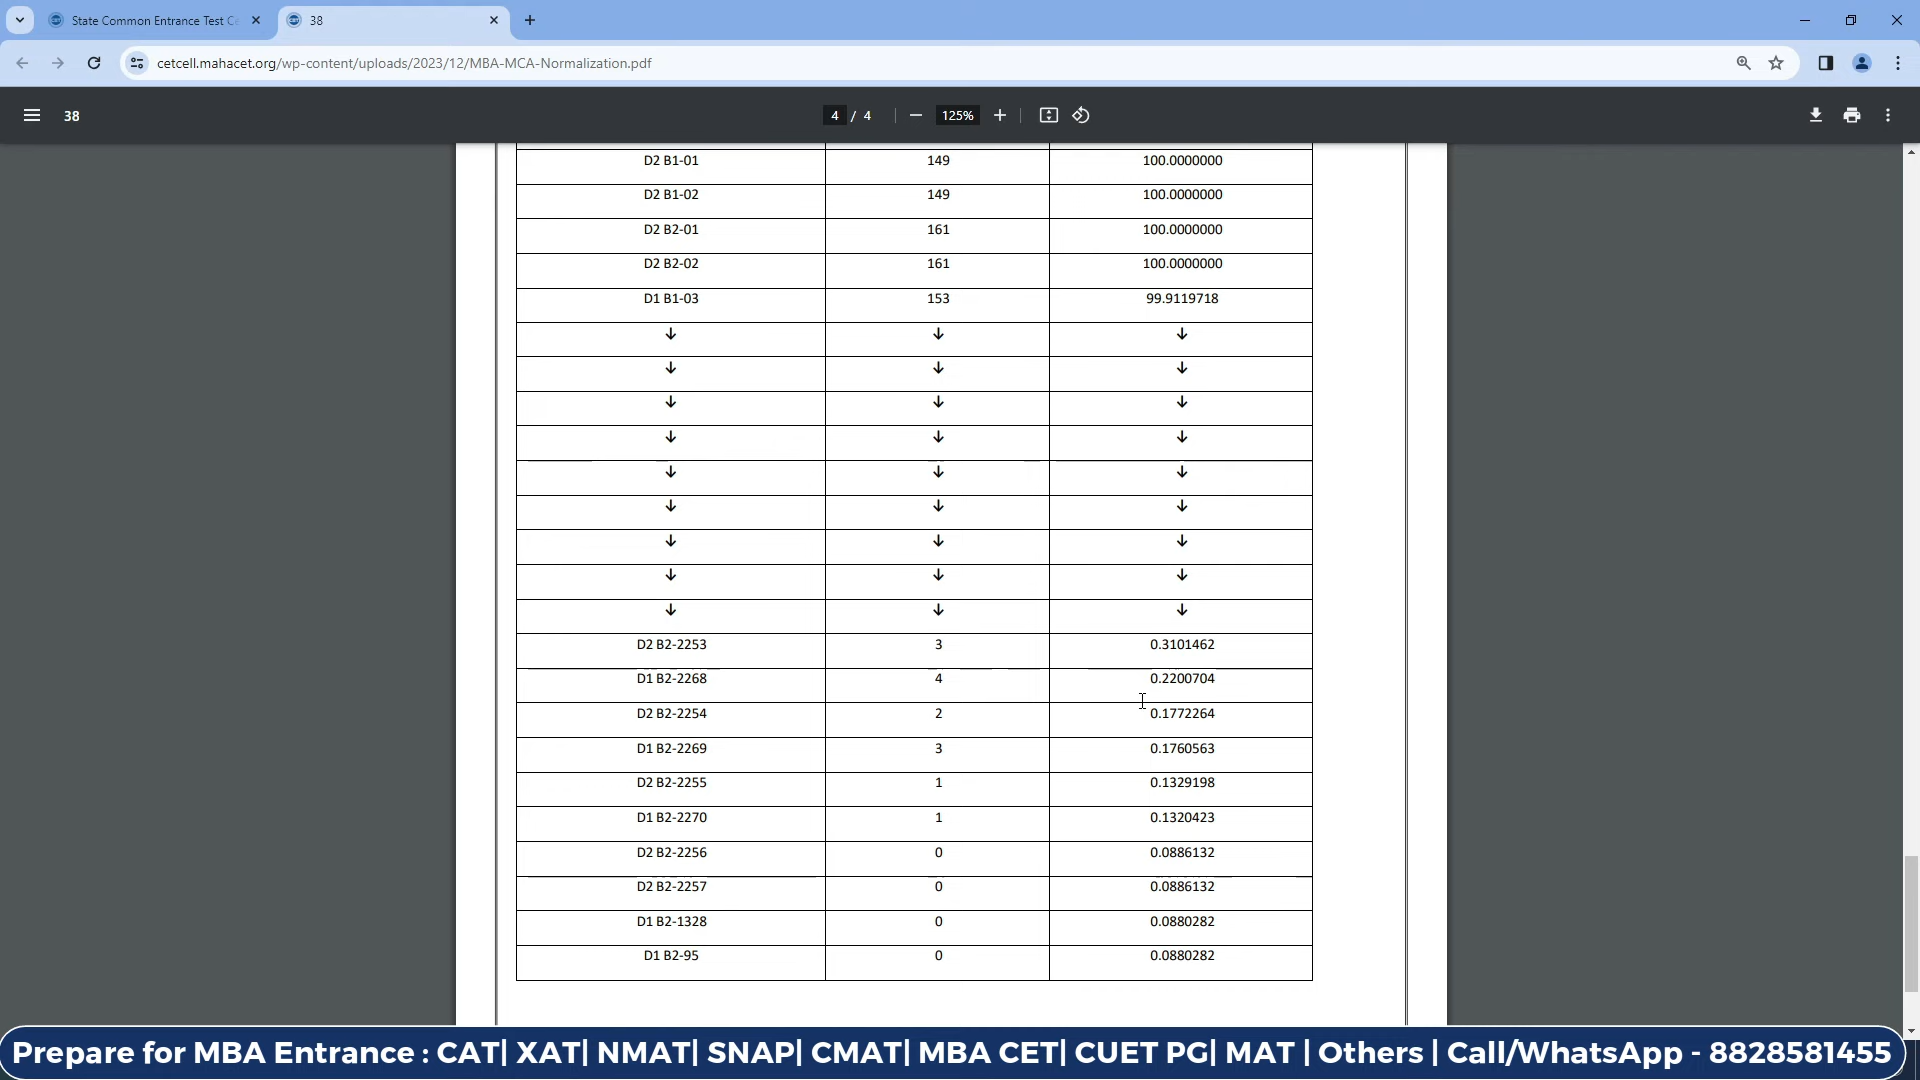 State Common Entrance Test C
38
cetcell.mahacet.org/wp-content/uploads/2023/12/MBA-MCA-Normalization.pdf
38
4 / 4
125%
D2 B1-01 149 100.0000000
D2 B1-02 149 100.0000000
D2 B2-01 161 100.0000000
D2 B2-02 161 100.0000000
D1 B1-03 153 99.9119718
↓ ↓ ↓
↓ ↓ ↓
↓ ↓ ↓
↓ ↓ ↓
↓ ↓ ↓
↓ ↓ ↓
↓ ↓ ↓
↓ ↓ ↓
↓ ↓ ↓
D2 B2-2253 3 0.3101462
D1 B2-2268 4 0.2200704
D2 B2-2254 2 0.1772264
D1 B2-2269 3 0.1760563
D2 B2-2255 1 0.1329198
D1 B2-2270 1 0.1320423
D2 B2-2256 0 0.0886132
D2 B2-2257 0 0.0886132
D1 B2-1328 0 0.0880282
D1 B2-95 0 0.0880282
Prepare for MBA Entrance : CAT| XAT| NMAT| SNAP| CMAT| MBA CET| CUET PG| MAT | Others | Call/WhatsApp - 8828581455